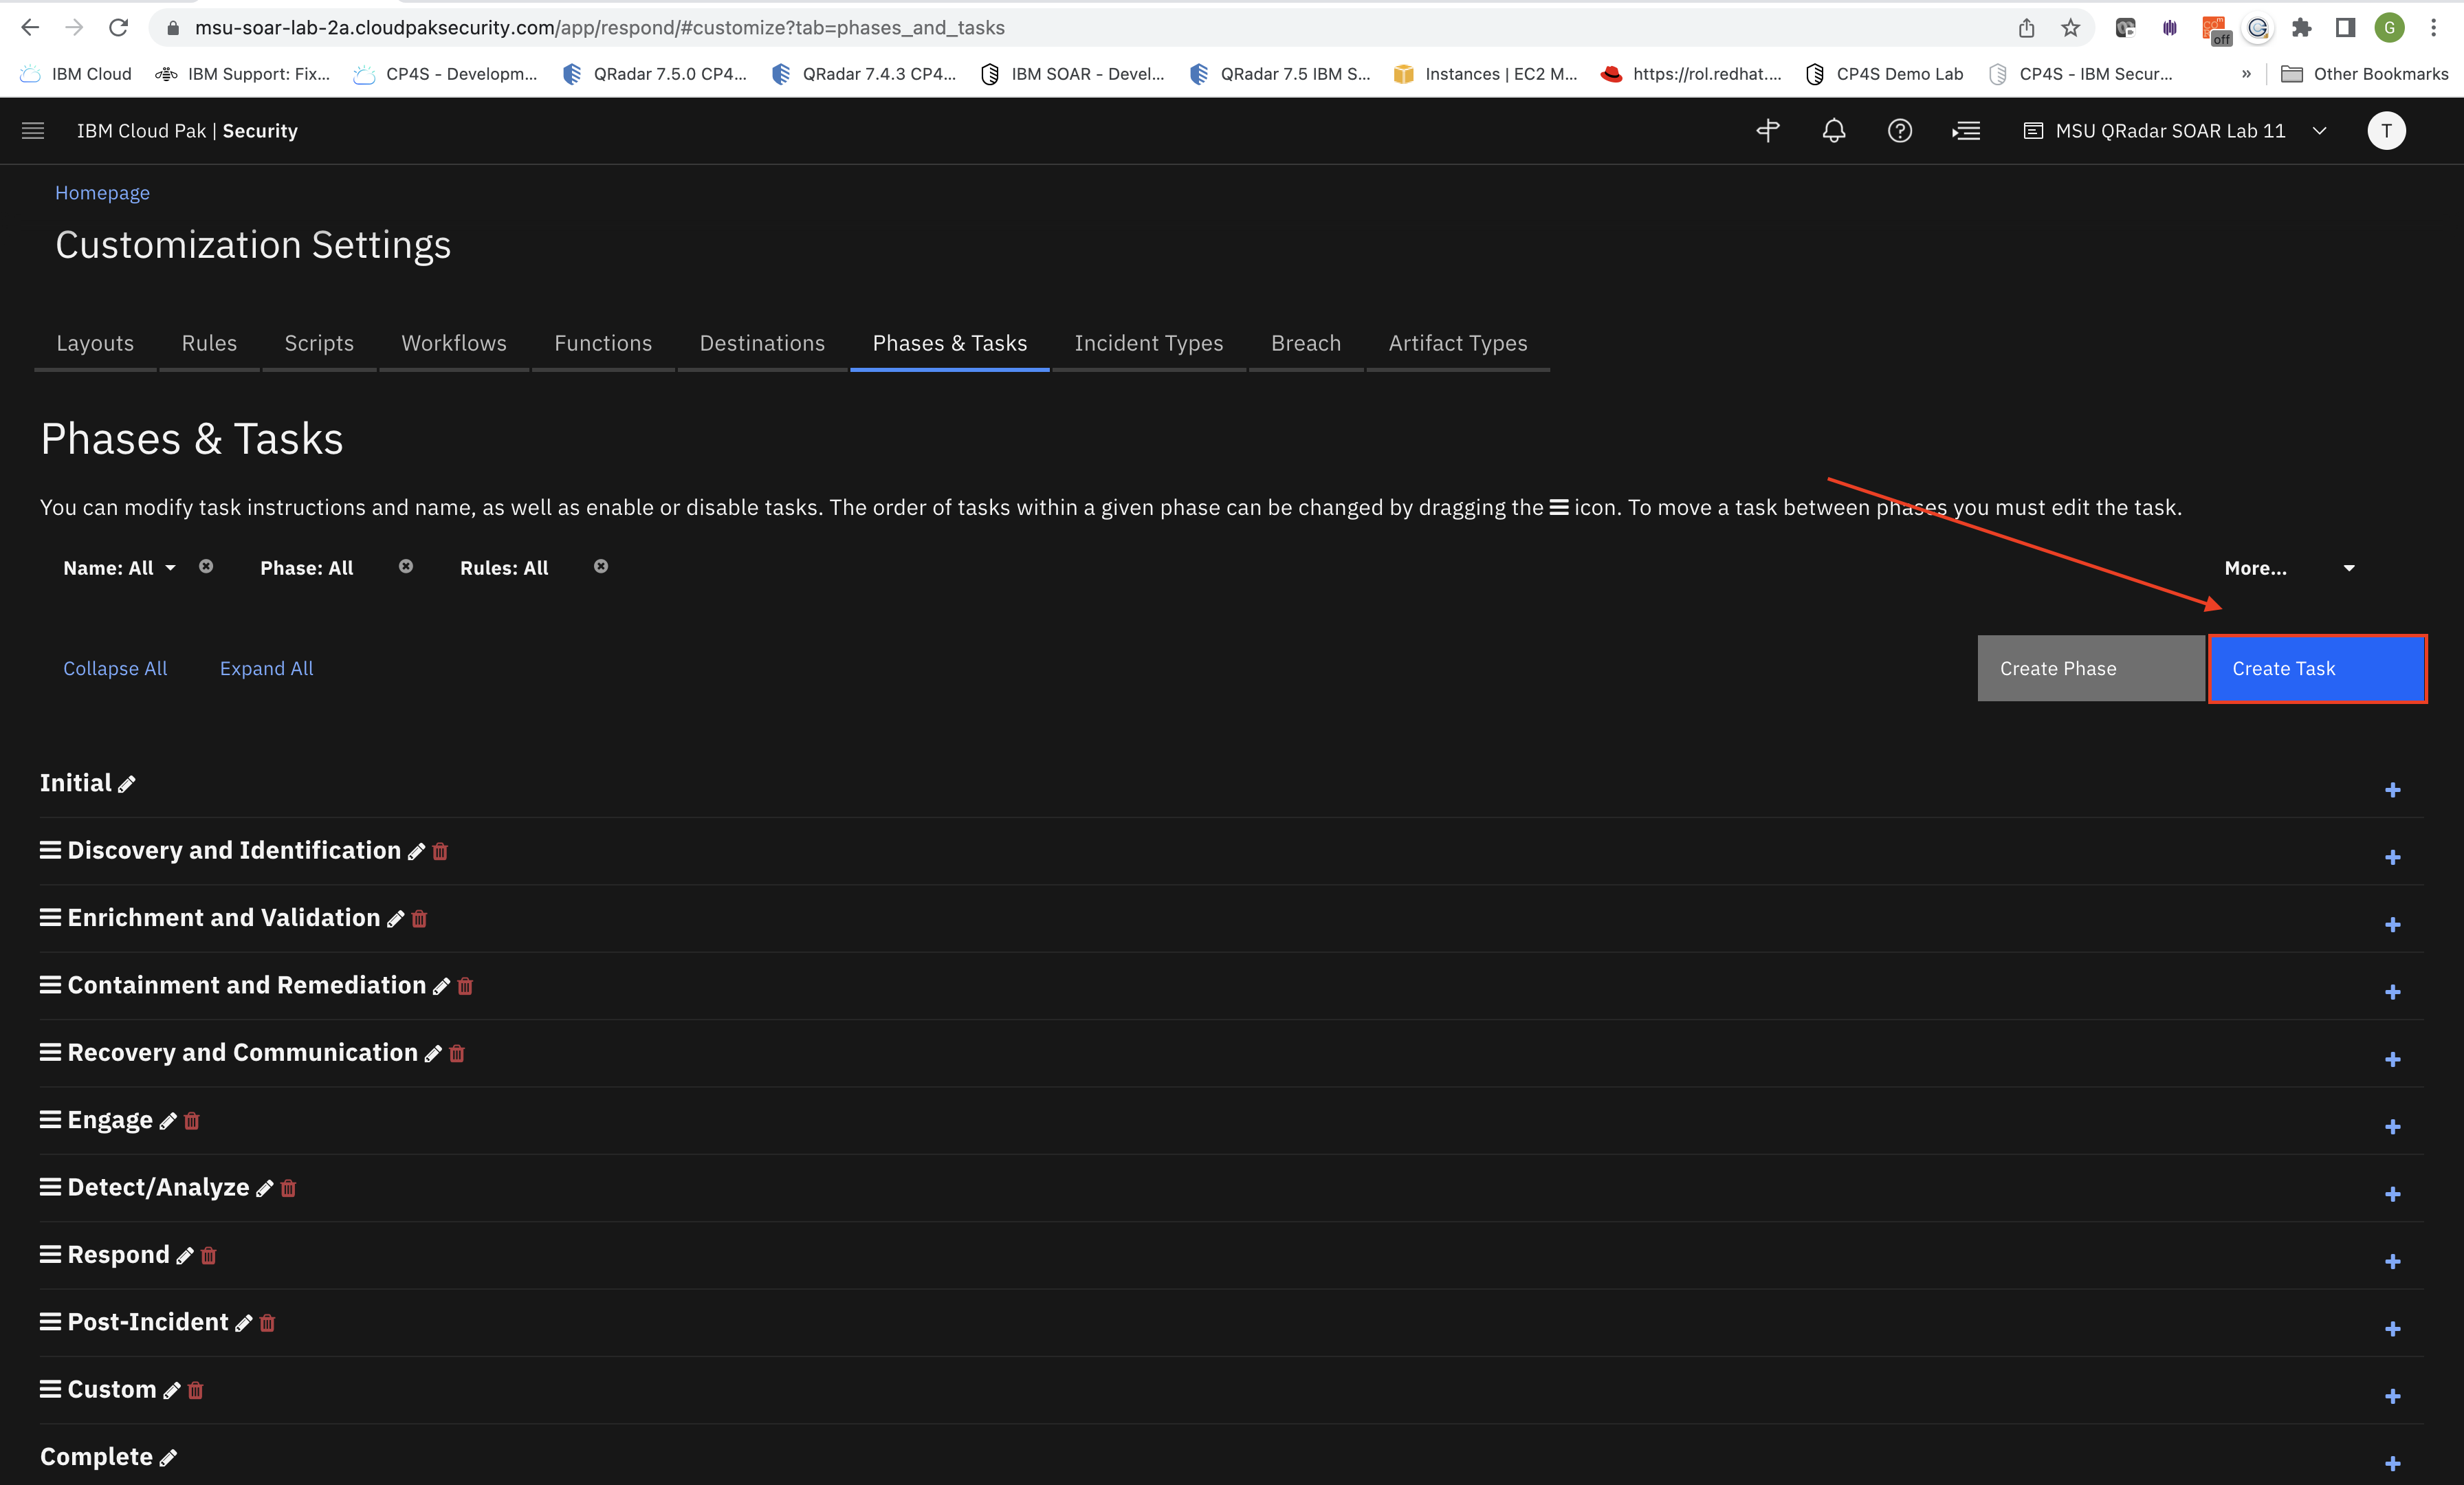 msu-soar-lab-2a.cloudpaksecurity.com/app/respond/#customize?tab=phases_and_tasks
off
G
IBM Cloud
IBM Support: Fix...
CP4S - Developm...
QRadar 7.5.0 CP4...
QRadar 7.4.3 CP4...
IBM SOAR - Devel...
QRadar 7.5 IBM S...
Instances | EC2 M...
https://rol.redhat....
CP4S Demo Lab
CP4S - IBM Secur...
»
Other Bookmarks
IBM Cloud Pak | Security
MSU QRadar SOAR Lab 11
T
Homepage
Customization Settings
Layouts
Rules
Scripts
Workflows
Functions
Destinations
Phases & Tasks
Incident Types
Breach
Artifact Types
Phases & Tasks
You can modify task instructions and name, as well as enable or disable tasks. The order of tasks within a given phase can be changed by dragging the icon. To move a task between phases you must edit the task.
Name: All
Phase: All
Rules: All
More...
Collapse All
Expand All
Create Phase
Create Task
Initial
Discovery and Identification
Enrichment and Validation
Containment and Remediation
Recovery and Communication
Engage
Detect/Analyze
Respond
Post-Incident
Custom
Complete